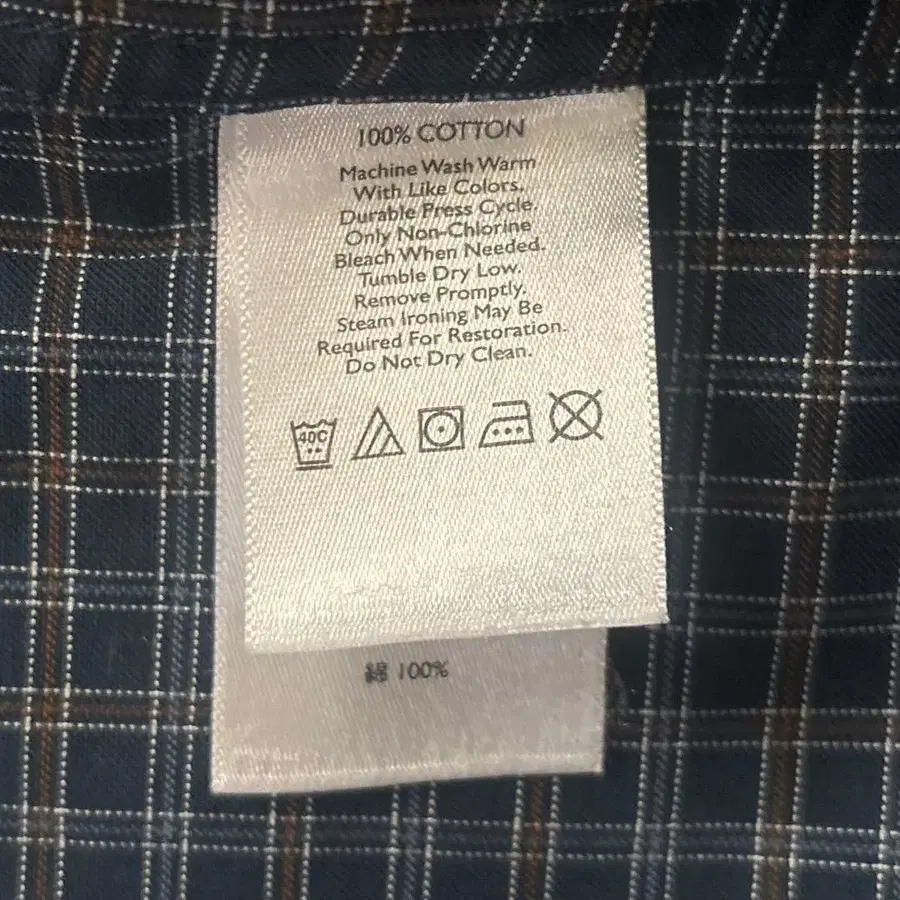 100% COTTON
Machine Wash Warm
With Like Colors.
Durable Press Cycle.
Only Non-Chlorine
Bleach When Needed.
Tumble Dry Low.
Remove Promptly.
Steam Ironing May Be
Required For Restoration.
Do Not Dry Clean.
40C
綿 100%